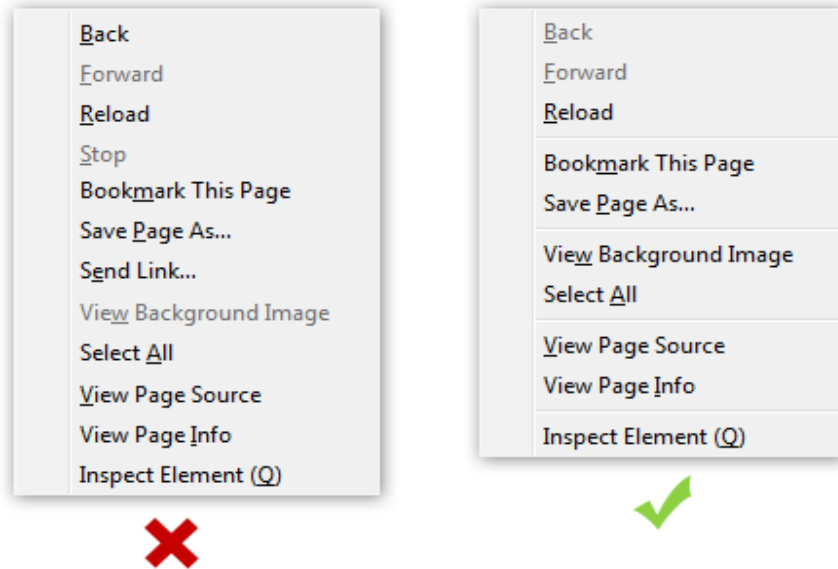 Back
Forward
Reload
Stop
Bookmark This Page
Save Page As...
Send Link...
View Background Image
Select All
View Page Source
View Page Info
Inspect Element (Q)
Back
Forward
Reload
Bookmark This Page
Save Page As...
View Background Image
Select All
View Page Source
View Page Info
Inspect Element (Q)